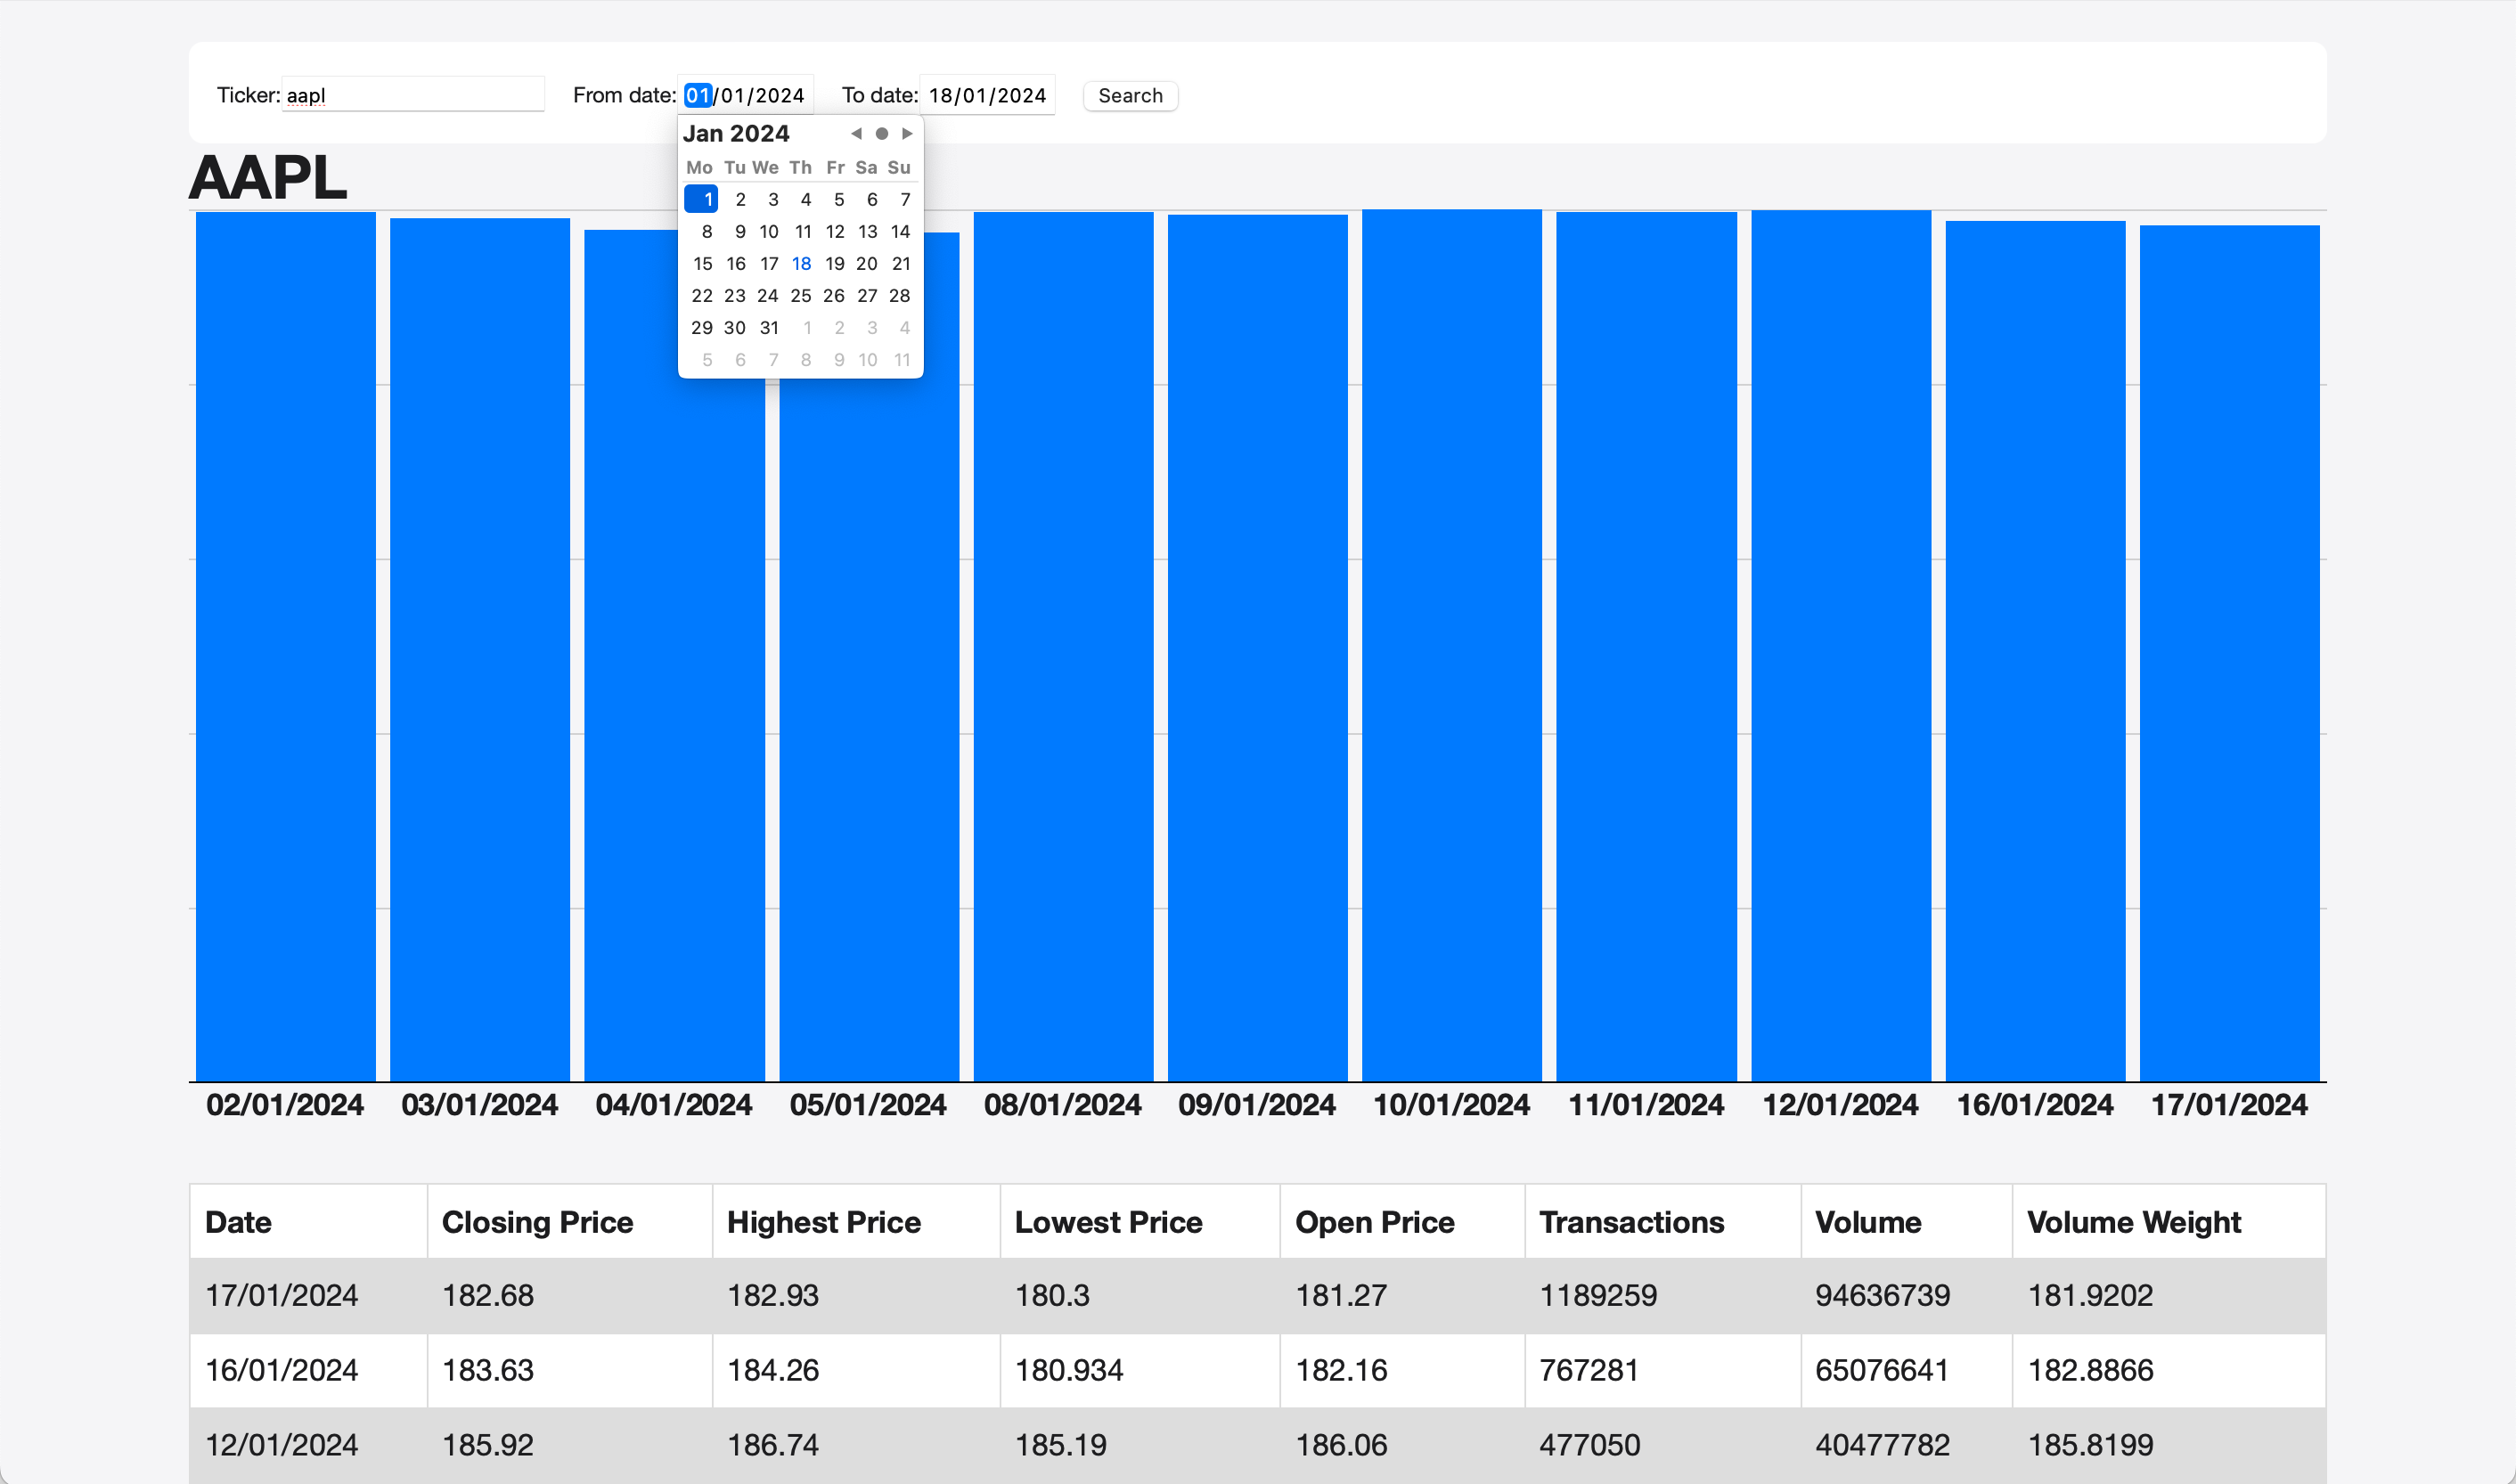 Ticker: aapl From date: 01/01/2024 To date: 18/01/2024 Search
Jan 2024
Mo Tu We Th Fr Sa Su
1 2 3 4 5 6 7
8 9 10 11 12 13 14
15 16 17 18 19 20 21
22 23 24 25 26 27 28
29 30 31 1 2 3 4
5 6 7 8 9 10 11
AAPL
02/01/2024 03/01/2024 04/01/2024 05/01/2024 08/01/2024 09/01/2024 10/01/2024 11/01/2024 12/01/2024 16/01/2024 17/01/2024
Date Closing Price Highest Price Lowest Price Open Price Transactions Volume Volume Weight
17/01/2024 182.68 182.93 180.3 181.27 1189259 94636739 181.9202
16/01/2024 183.63 184.26 180.934 182.16 767281 65076641 182.8866
12/01/2024 185.92 186.74 185.19 186.06 477050 40477782 185.8199